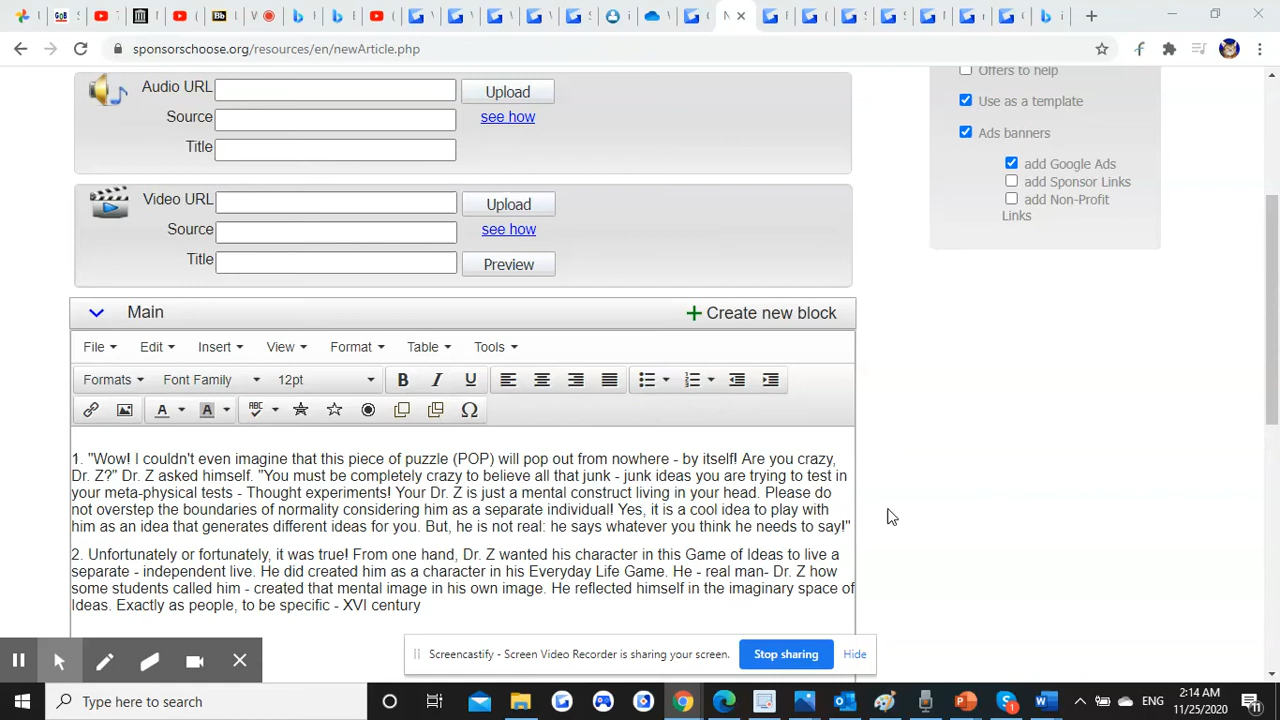 sponsorschoose.org/resources/en/newArticle.php
Audio URL
Upload
Source
see how
Title
Video URL
Upload
Source
see how
Title
Preview
Offers to help
Use as a template
Ads banners
add Google Ads
add Sponsor Links
add Non-Profit
Links
Main
Create new block
File Edit Insert View Format Table Tools
Formats Font Family 12pt B I U
A A ABC Ω
1. "Wow! I couldn't even imagine that this piece of puzzle (POP) will pop out from nowhere - by itself! Are you crazy,
Dr. Z?" Dr. Z asked himself. "You must be completely crazy to believe all that junk - junk ideas you are trying to test in
your meta-physical tests - Thought experiments! Your Dr. Z is just a mental construct living in your head. Please do
not overstep the boundaries of normality considering him as a separate individual! Yes, it is a cool idea to play with
him as an idea that generates different ideas for you. But, he is not real: he says whatever you think he needs to say!"
2. Unfortunately or fortunately, it was true! From one hand, Dr. Z wanted his character in this Game of Ideas to live a
separate - independent live. He did created him as a character in his Everyday Life Game. He - real man- Dr. Z how
some students called him - created that mental image in his own image. He reflected himself in the imaginary space of
Ideas. Exactly as people, to be specific - XVI century
Screencastify - Screen Video Recorder is sharing your screen.
Stop sharing
Hide
Type here to search
ENG
2:14 AM
11/25/2020